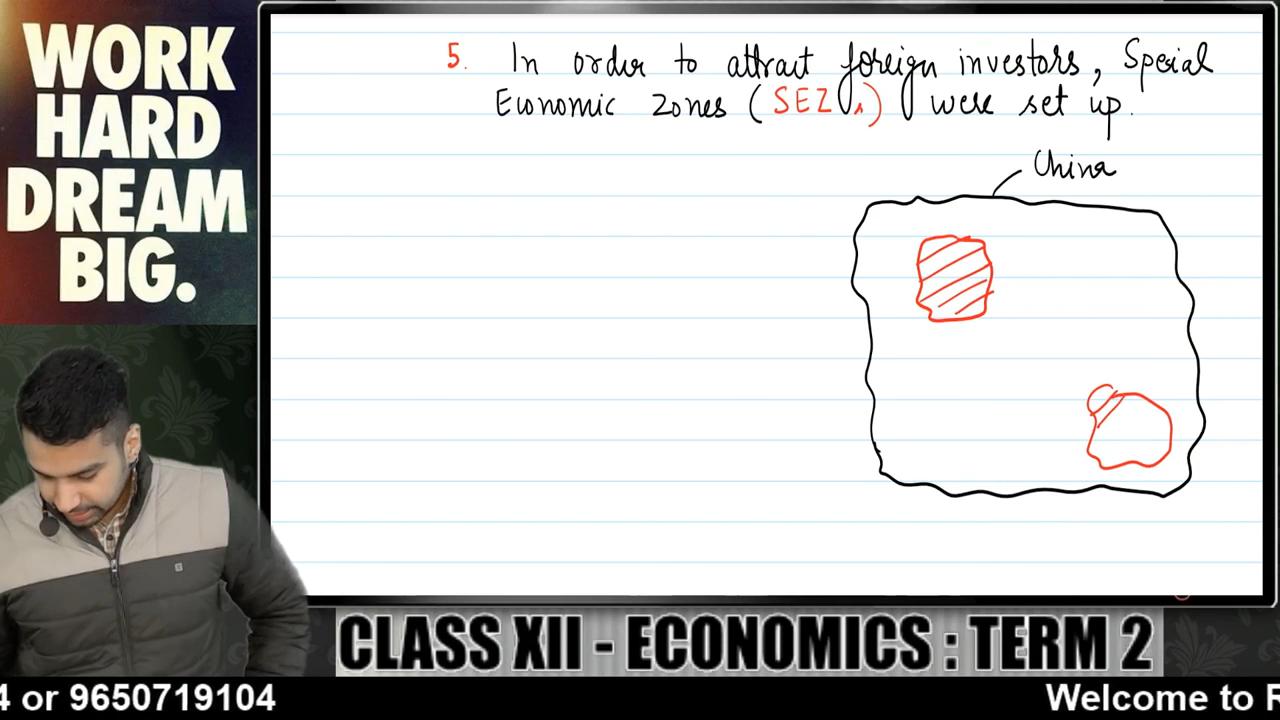 WORK
HARD
DREAM
BIG.
5. In order to attract foreign investors, Special
Economic Zones (SEZs) were set up.
China
CLASS XII - ECONOMICS : TERM 2
4 or 9650719104
Welcome to